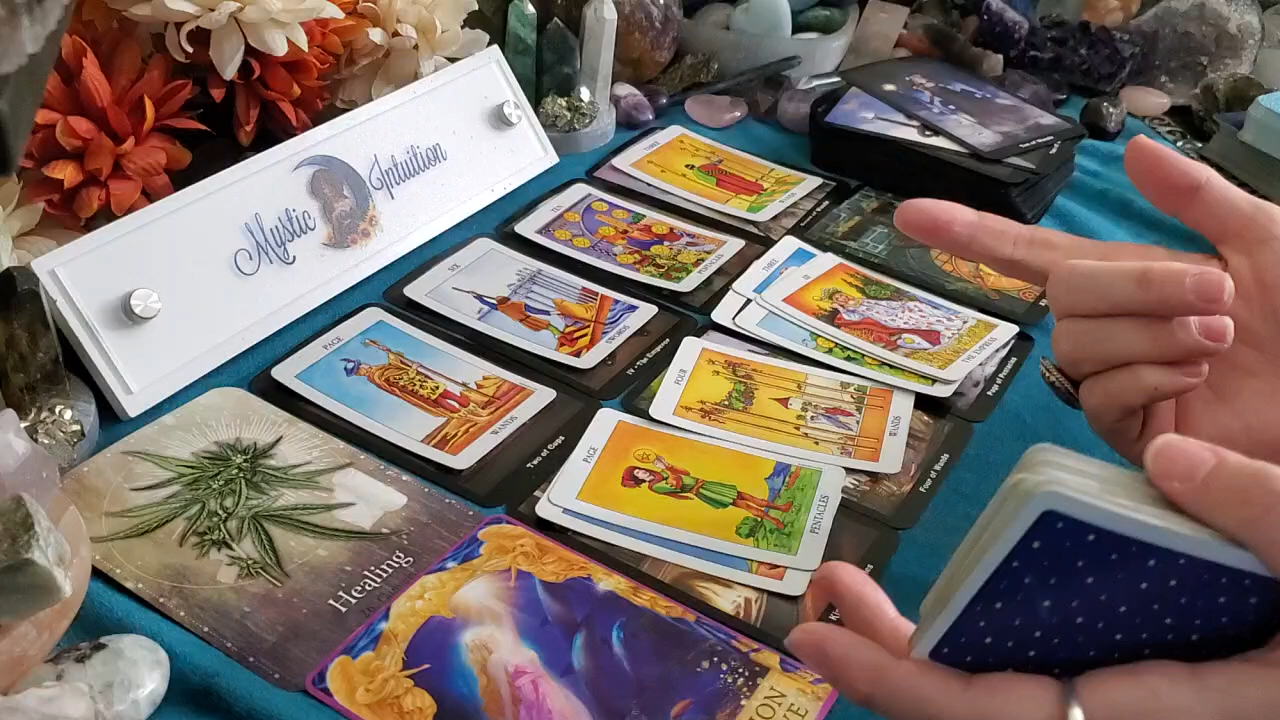 Mystic Intuition
THREE
WANDS
TEN
PENTACLES
SIX
SWORDS
IV - The Emperor
PAGE
WANDS
Two of Cups
THREE
THE EMPRESS
Page of Pentacles
FOUR
WANDS
Four of Wands
PAGE
PENTACLES
Healing